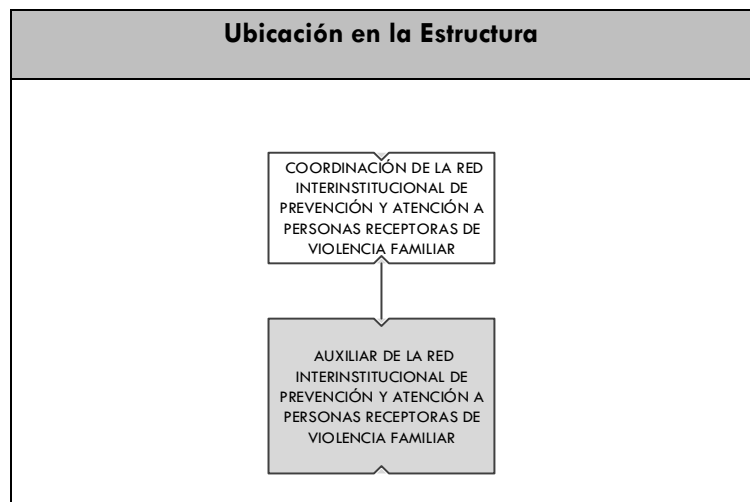 Ubicación en la Estructura
COORDINACIÓN DE LA RED
INTERINSTITUCIONAL DE
PREVENCIÓN Y ATENCIÓN A
PERSONAS RECEPTORAS DE
VIOLENCIA FAMILIAR
AUXILIAR DE LA RED
INTERINSTITUCIONAL DE
PREVENCIÓN Y ATENCIÓN A
PERSONAS RECEPTORAS DE
VIOLENCIA FAMILIAR